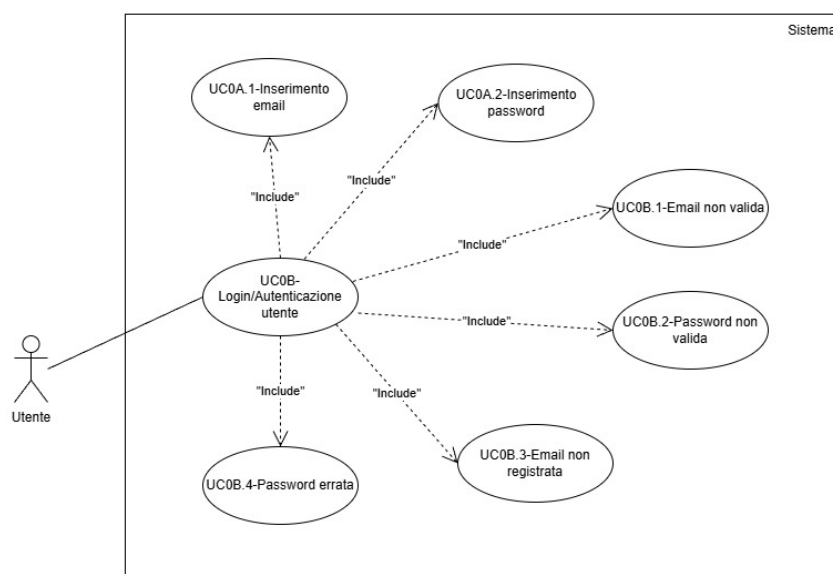 Sistema
UC0A.1-Inserimento
email
UC0A.2-Inserimento
password
"Include"
"Include"
UC0B.1-Email non valida
"Include"
UC0B-
Login/Autenticazione
utente
"Include"
UC0B.2-Password non
valida
Utente
"Include"
"Include"
UC0B.3-Email non
registrata
UC0B.4-Password errata